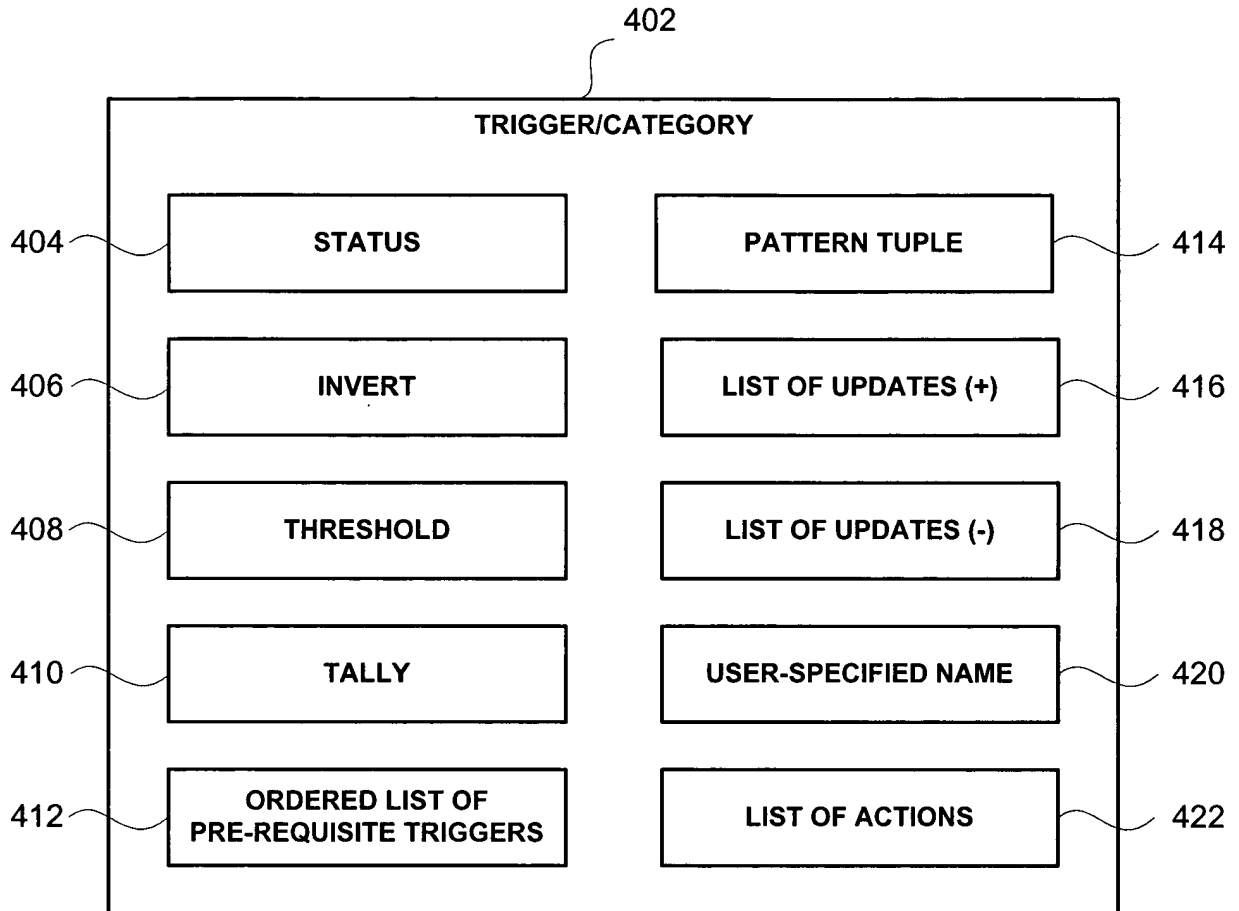 402
TRIGGER/CATEGORY
404
STATUS
PATTERN TUPLE
414
406
INVERT
LIST OF UPDATES (+)
416
408
THRESHOLD
LIST OF UPDATES (-)
418
410
TALLY
USER-SPECIFIED NAME
420
412
ORDERED LIST OF
PRE-REQUISITE TRIGGERS
LIST OF ACTIONS
422